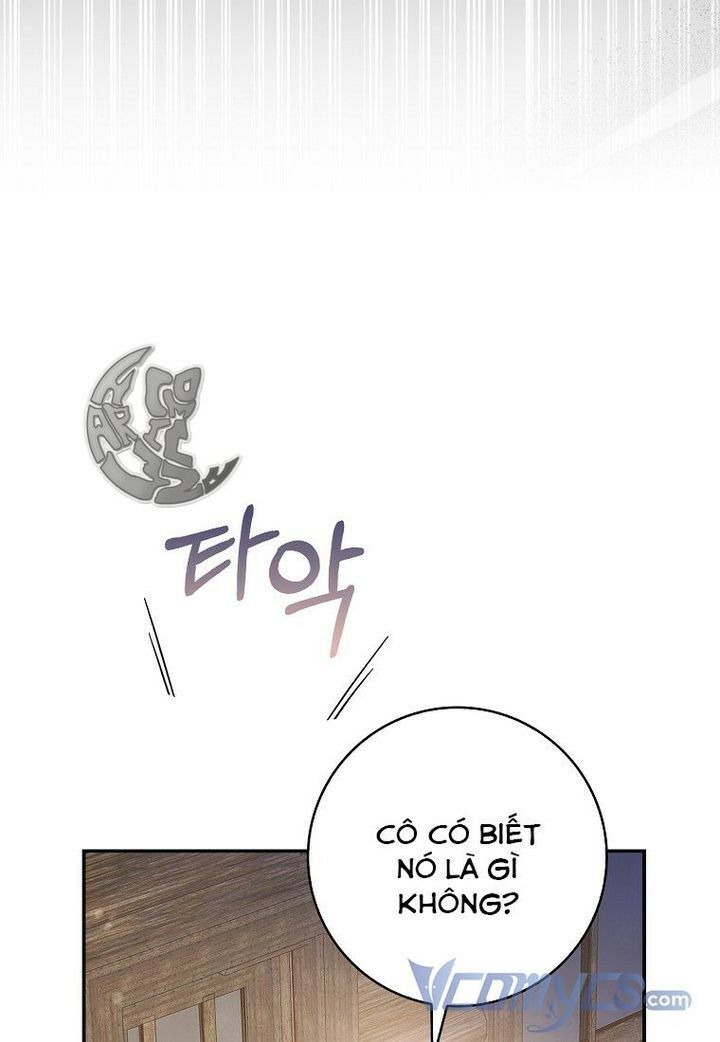 타악
CÔ CÓ BIẾT
NÓ LÀ GÌ
KHÔNG?
VCOMYCS.com